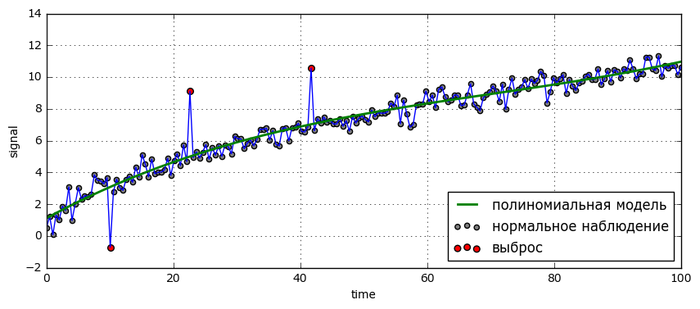 14
12
10
8
6
4
2
0
−2
signal
0 20 40 60 80 100
time
полиномиальная модель
нормальное наблюдение
выброс